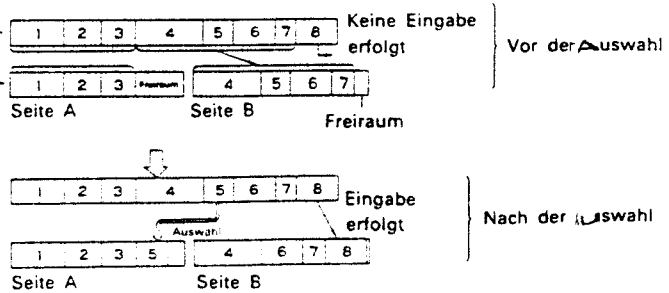 1 2 3 4 5 6 7 8 Keine Eingabe
erfolgt
Vor der Auswahl
1 2 3 Freiraum 4 5 6 7
Seite A Seite B
Freiraum
1 2 3 4 5 6 7 8 Eingabe
erfolgt
Nach der Auswahl
Auswahl
1 2 3 5 4 6 7 8
Seite A Seite B